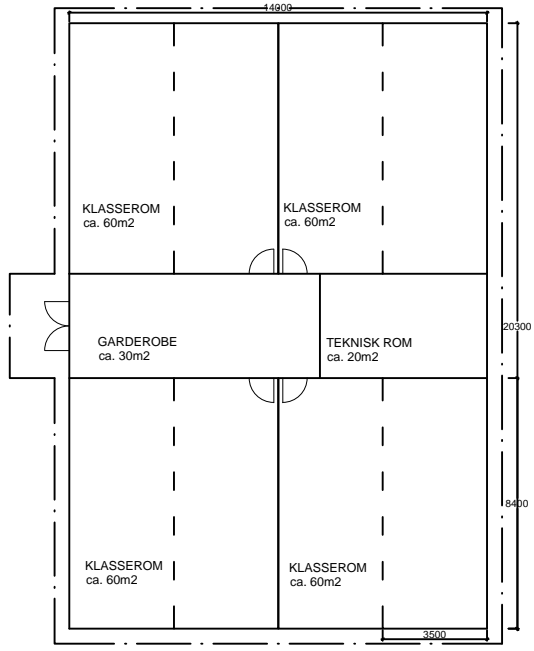 14000
KLASSEROM
ca. 60m2
KLASSEROM
ca. 60m2
GARDEROBE
ca. 30m2
TEKNISK ROM
ca. 20m2
20300
8400
KLASSEROM
ca. 60m2
KLASSEROM
ca. 60m2
3500